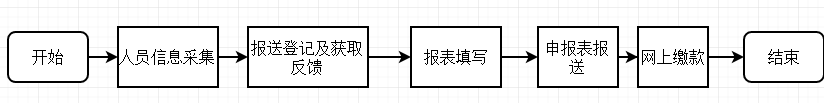 开始
人员信息采集
报送登记及获取
反馈
报表填写
申报表报
送
网上缴款
结束